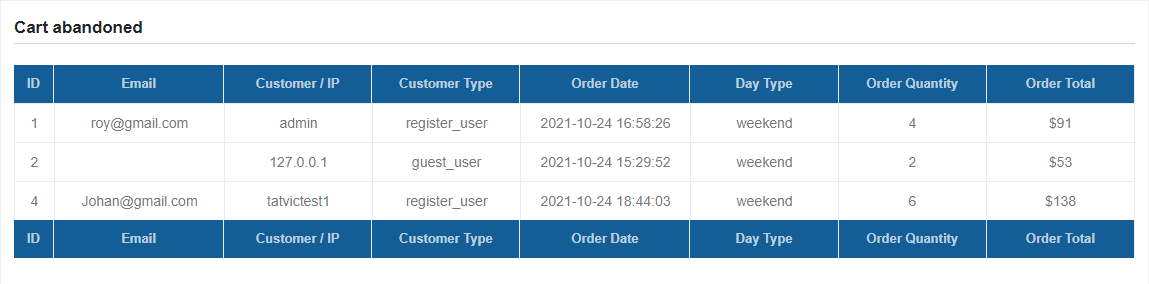 Cart abandoned
ID Email Customer / IP Customer Type Order Date Day Type Order Quantity Order Total
1 roy@gmail.com admin register_user 2021-10-24 16:58:26 weekend 4 $91
2 127.0.0.1 guest_user 2021-10-24 15:29:52 weekend 2 $53
4 Johan@gmail.com tatvictest1 register_user 2021-10-24 18:44:03 weekend 6 $138
ID Email Customer / IP Customer Type Order Date Day Type Order Quantity Order Total